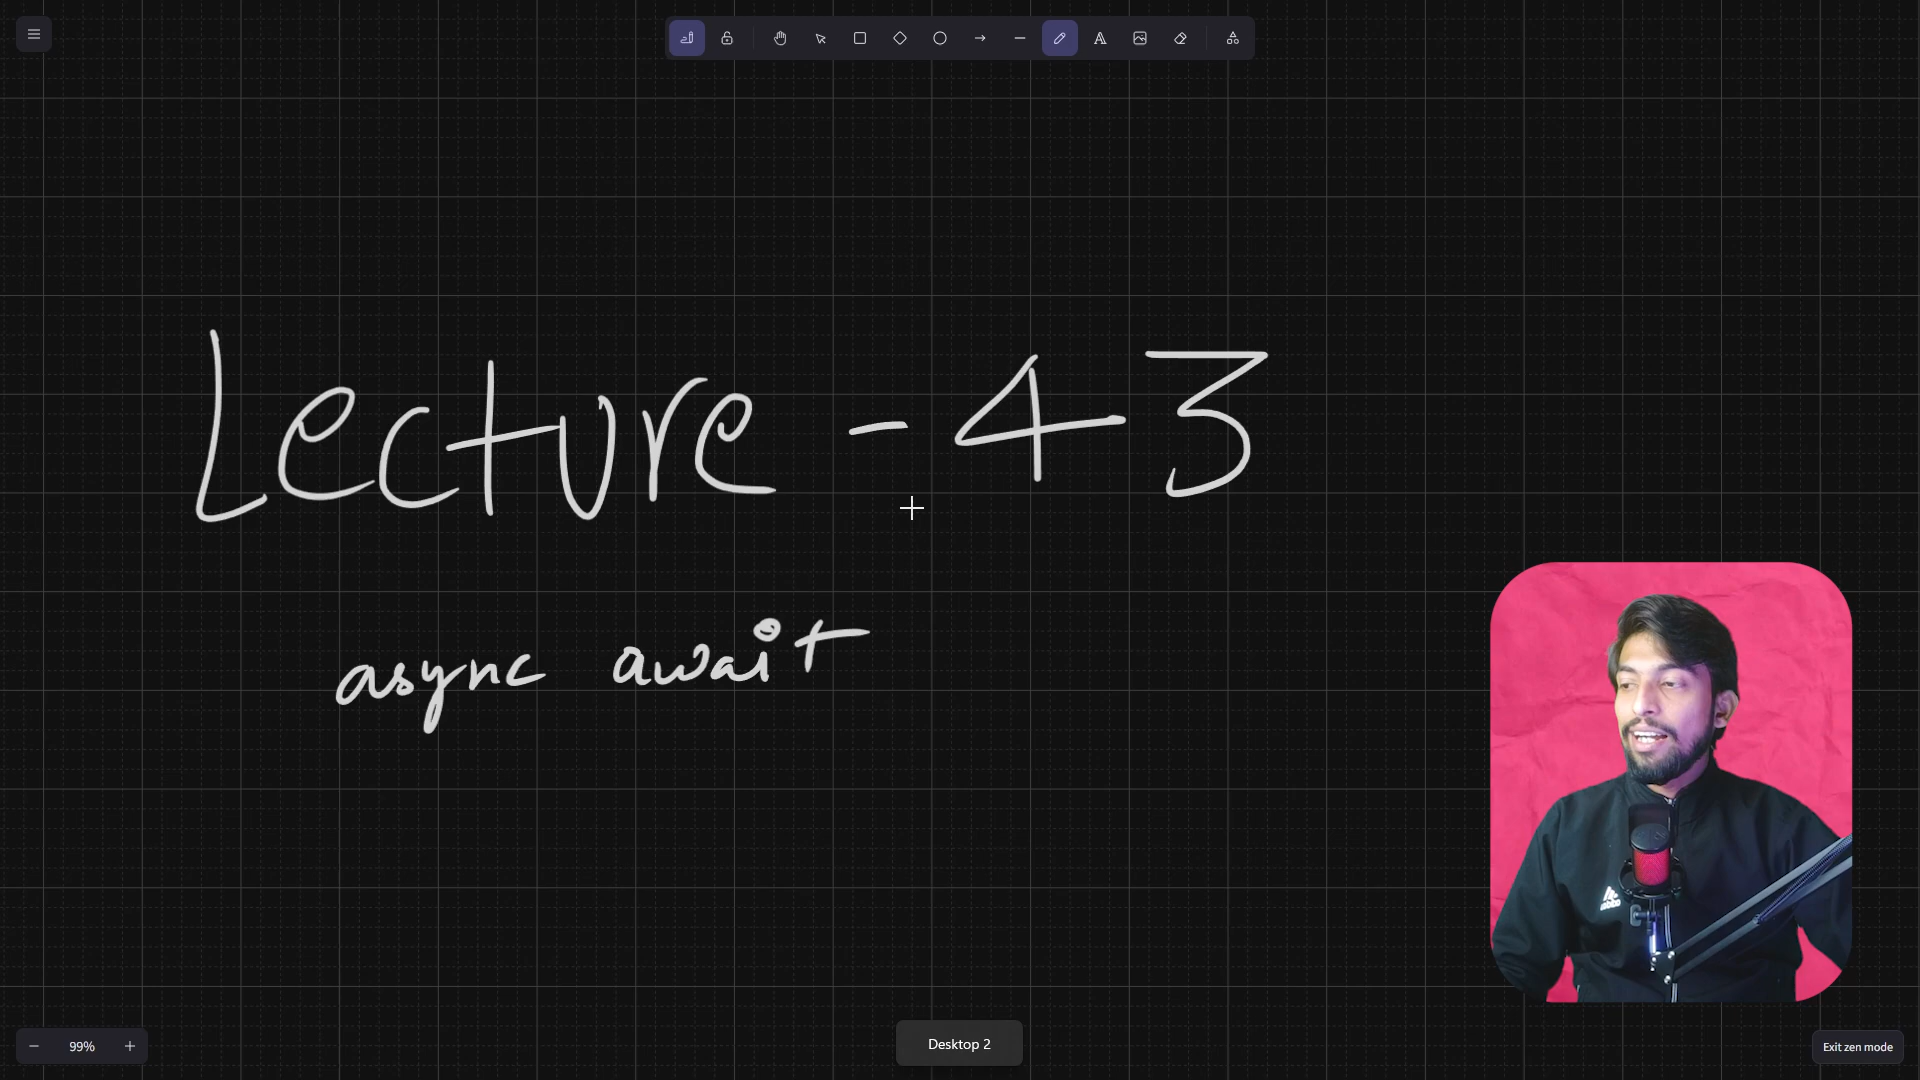 Lecture - 43
async await
99%
Desktop 2
Exit zen mode